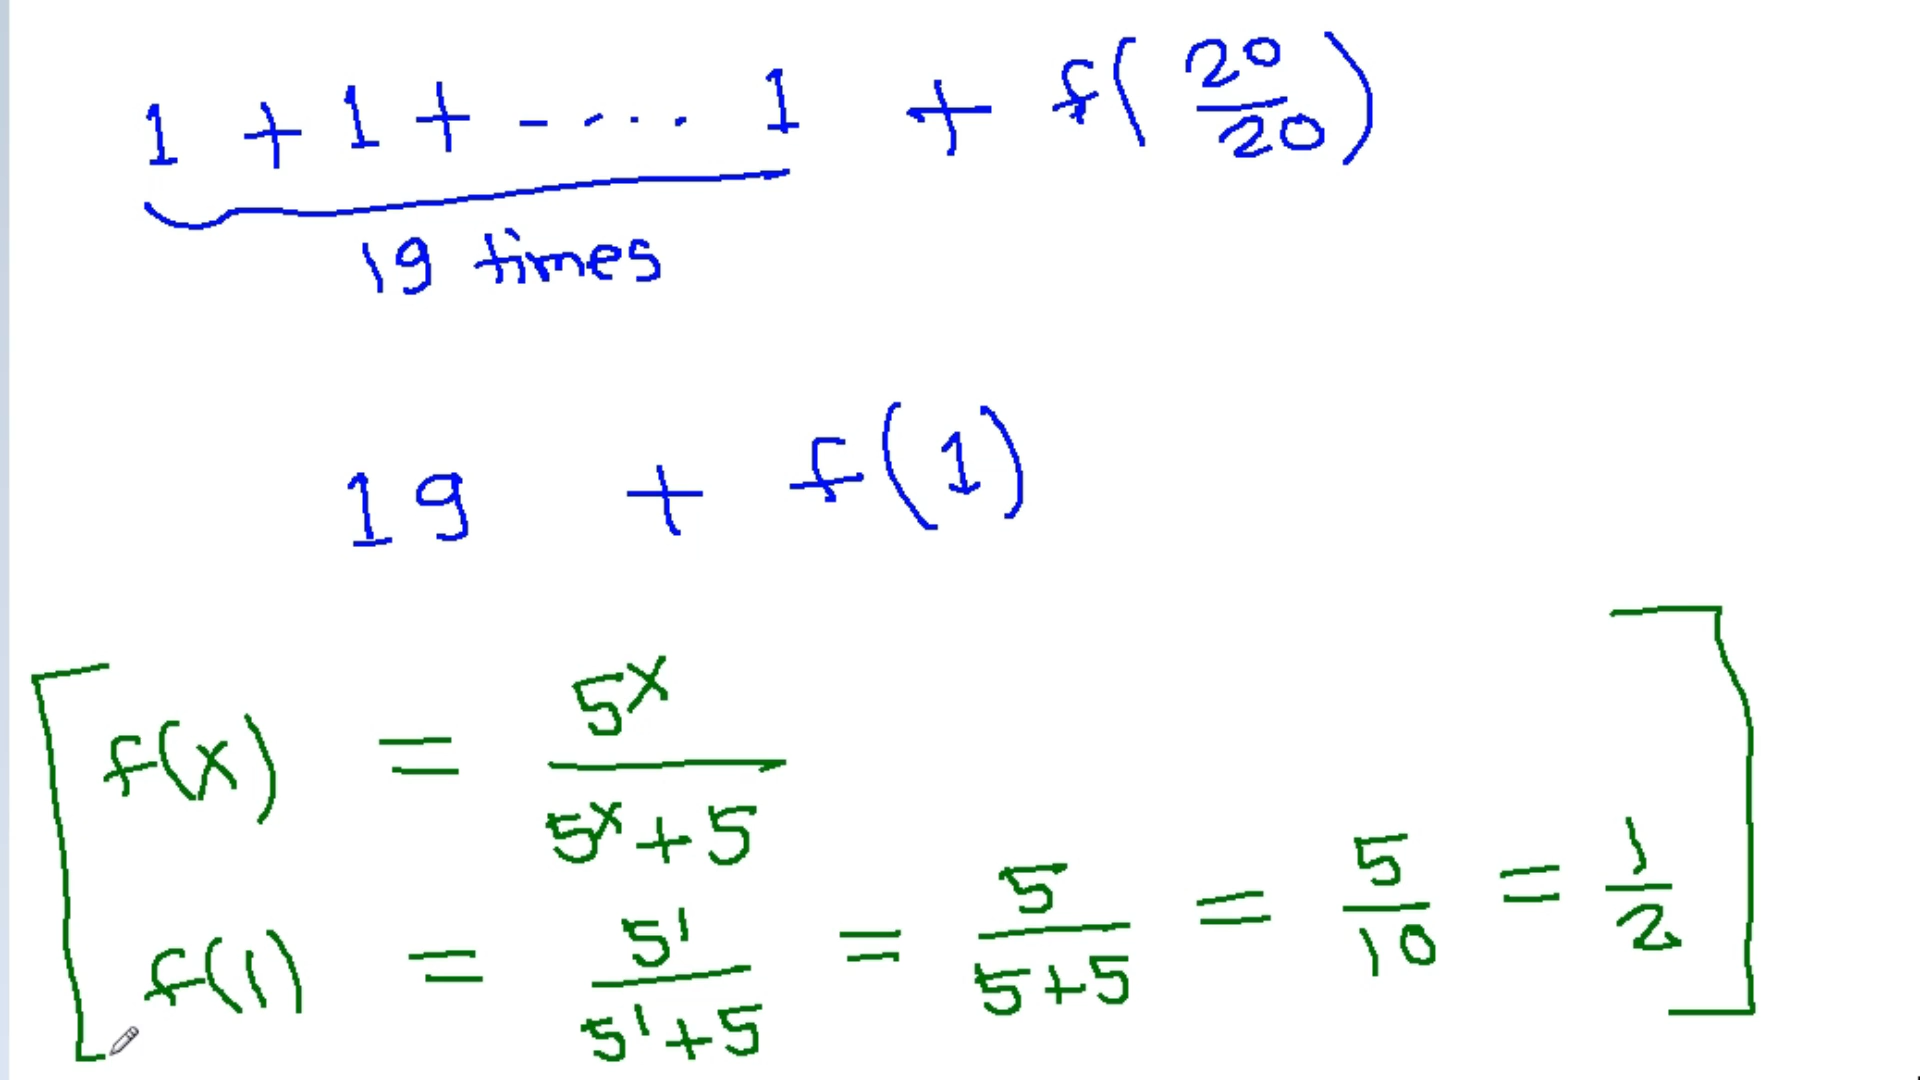 1 + 1 + - .... 1 + f(20/20)
19 times
19 + f(1)
f(x) = 5^x / 5^x + 5
f(1) = 5^1 / 5^1 + 5 = 5 / 5 + 5 = 5/10 = 1/2